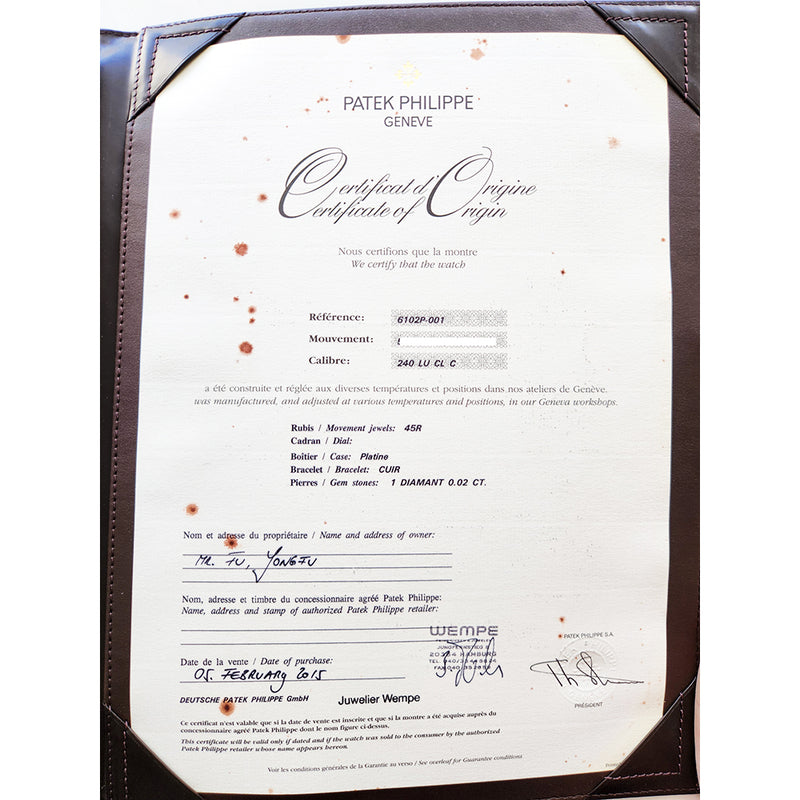 PATEK PHILIPPE
GENEVE
Certificat d'Origine
Certificate of Origin
Nous certifions que la montre
We certify that the watch
Référence: 6102P-001
Mouvement:
Calibre: 240 LU CL C
a été construite et réglée aux diverses températures et positions dans nos ateliers de Genève.
was manufactured, and adjusted at various temperatures and positions, in our Geneva workshops.
Rubis / Movement jewels: 45R
Cadran / Dial:
Boîtier / Case: Platine
Bracelet / Bracelet: CUIR
Pierres / Gem stones: 1 DIAMANT 0.02 CT.
Nom et adresse du propriétaire / Name and address of owner:
MR. FU, YONGFU
Nom, adresse et timbre du concessionnaire agréé Patek Philippe:
Name, address and stamp of authorized Patek Philippe retailer:
WEMPE
JUNGFERNSTIEG 8
HAMBURG
PATEK PHILIPPE S.A.
Date de la vente / Date of purchase:
05. FEBRUARY 2015
PRÉSIDENT
DEUTSCHE PATEK PHILIPPE GmbH Juwelier Wempe
Ce certificat n'est valable que si la date de vente est inscrite et que si la montre a été acquise auprès du
concessionnaire agréé Patek Philippe dont le nom figure ci-dessus.
This certificate will be valid only if dated and if the watch was sold to the consumer by the authorized
Patek Philippe retailer whose name appears hereon.
Voir les conditions générales de la Garantie au verso / See overleaf for Guarantee conditions